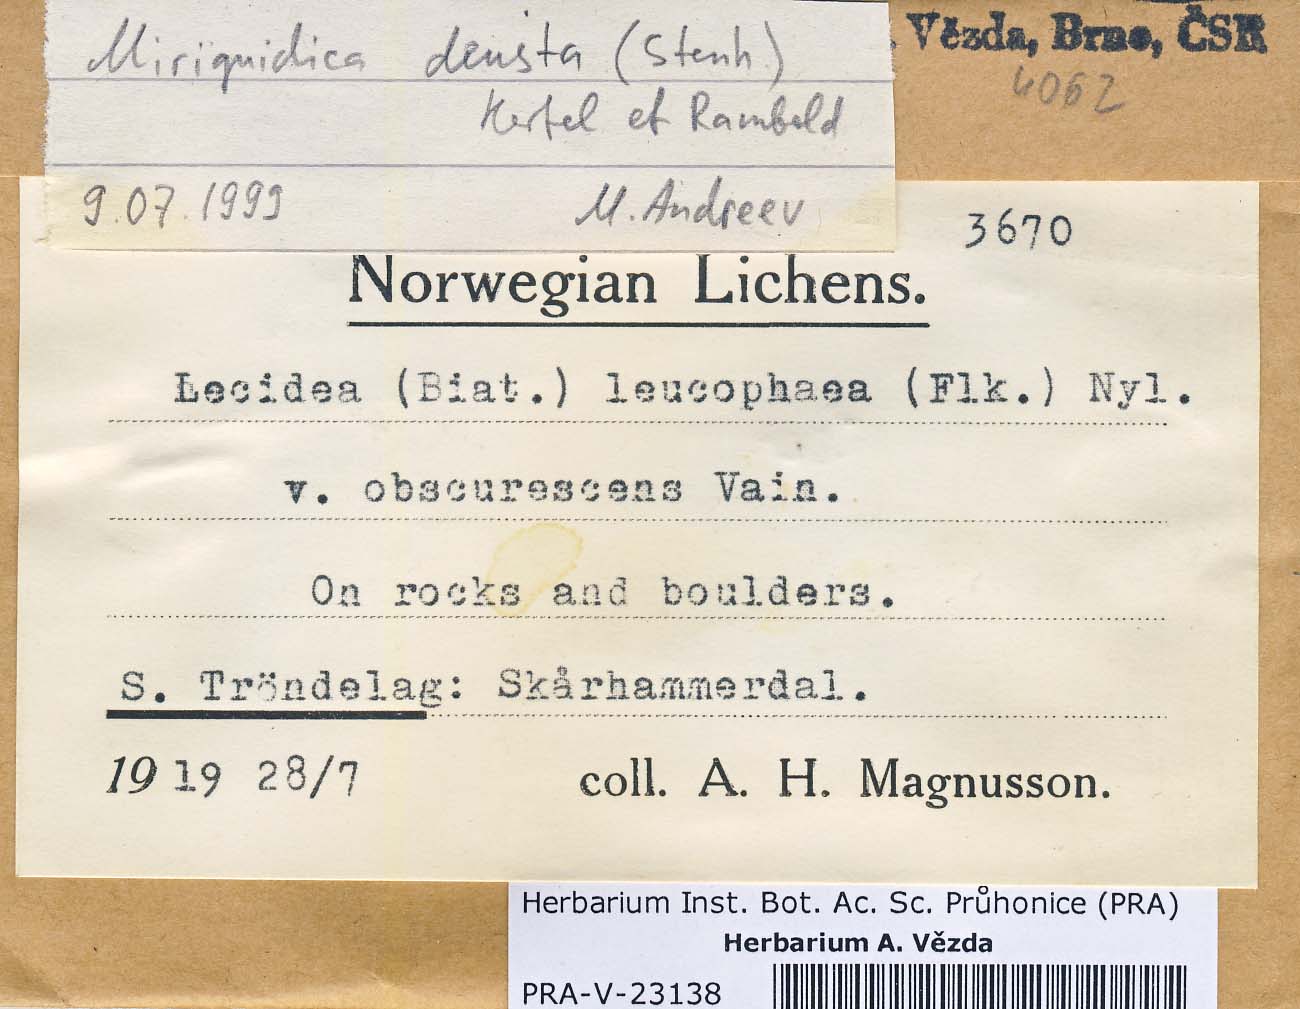 Miriquidica deusta (Stenh.)
Hertel et Rambold
9.07.1999 M. Andreev
. Vězda, Brno, ČSR
4062
3670
Norwegian Lichens.
Lecidea (Biat.) leucophaea (Flk.) Nyl.
v. obscurescens Vain.
On rocks and boulders.
S. Tröndelag: Skårhammerdal.
1919 28/7 coll. A. H. Magnusson.
Herbarium Inst. Bot. Ac. Sc. Průhonice (PRA)
Herbarium A. Vězda
PRA-V-23138